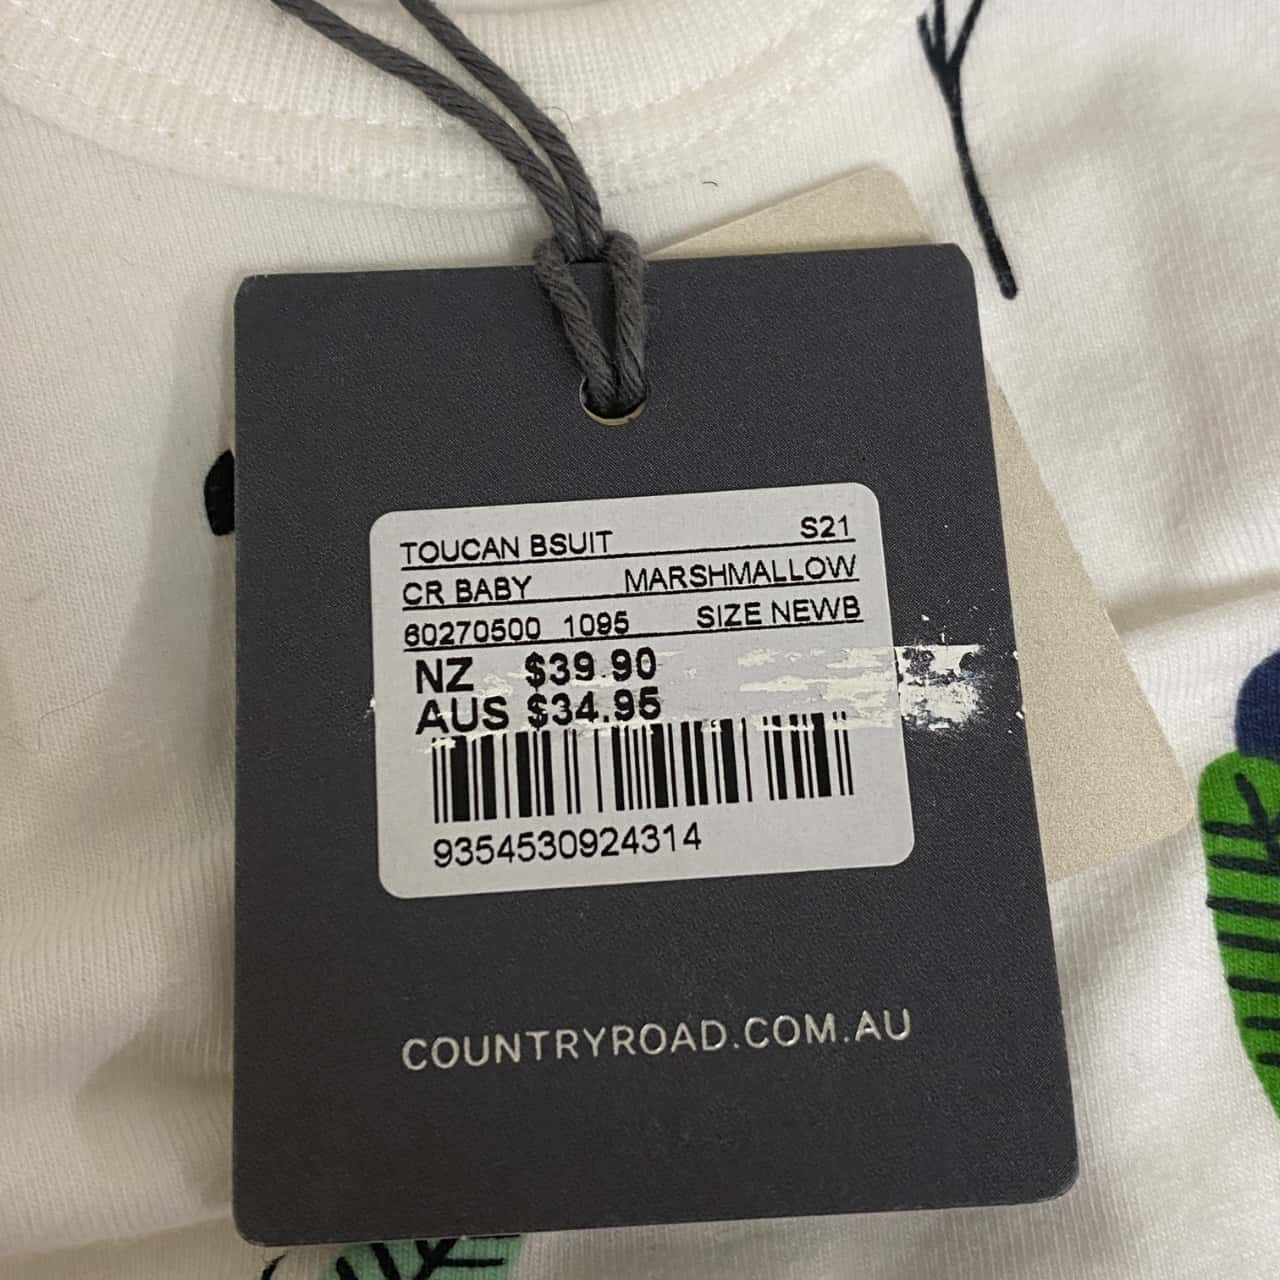 TOUCAN BSUIT S21
CR BABY MARSHMALLOW
60270500 1095 SIZE NEWB
NZ $39.90
AUS $34.95
9354530924314
COUNTRYROAD.COM.AU